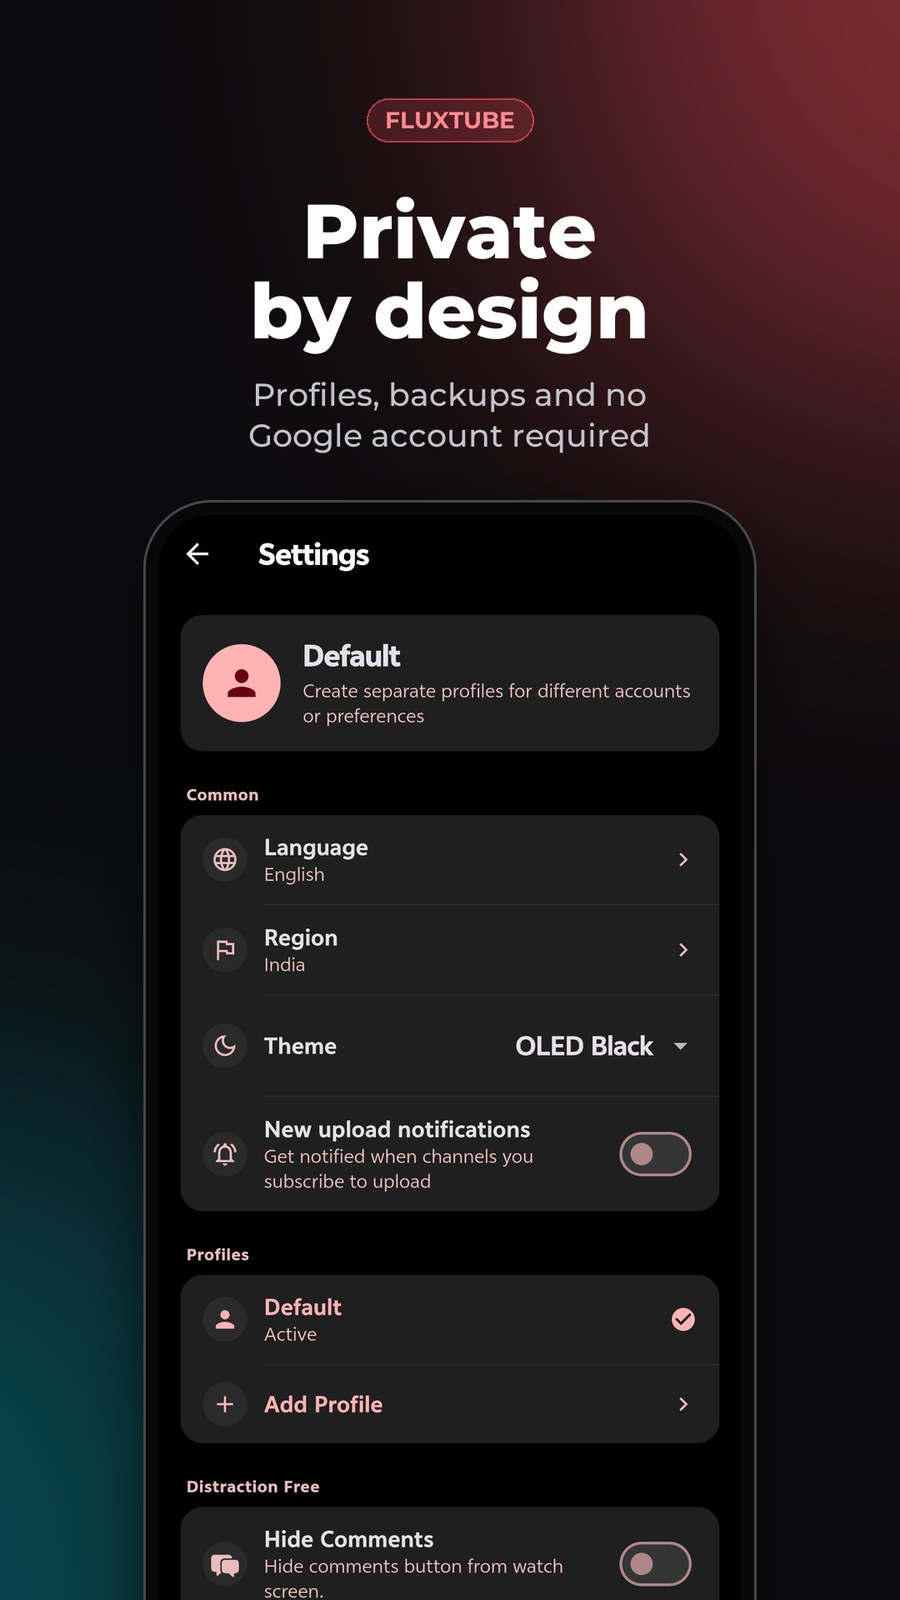 FLUXTUBE
Private
by design
Profiles, backups and no
Google account required
Settings
Default
Create separate profiles for different accounts
or preferences
Common
Language
English
Region
India
Theme
OLED Black
New upload notifications
Get notified when channels you
subscribe to upload
Profiles
Default
Active
Add Profile
Distraction Free
Hide Comments
Hide comments button from watch
screen.